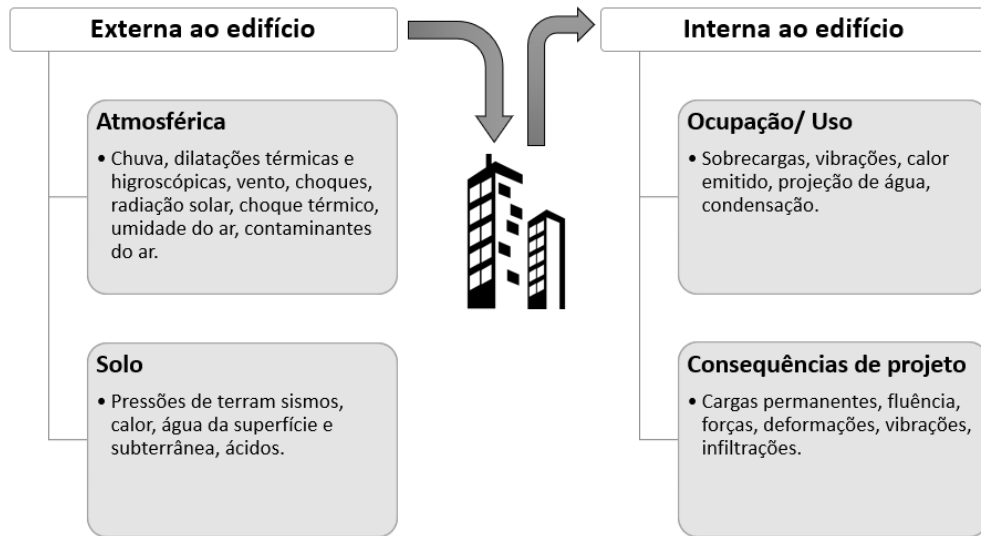 Externa ao edifício
Atmosférica
• Chuva, dilatações térmicas e
higroscópicas, vento, choques,
radiação solar, choque térmico,
umidade do ar, contaminantes
do ar.
Solo
• Pressões de terram sismos,
calor, água da superfície e
subterrânea, ácidos.
Interna ao edifício
Ocupação/ Uso
• Sobrecargas, vibrações, calor
emitido, projeção de água,
condensação.
Consequências de projeto
• Cargas permanentes, fluência,
forças, deformações, vibrações,
infiltrações.